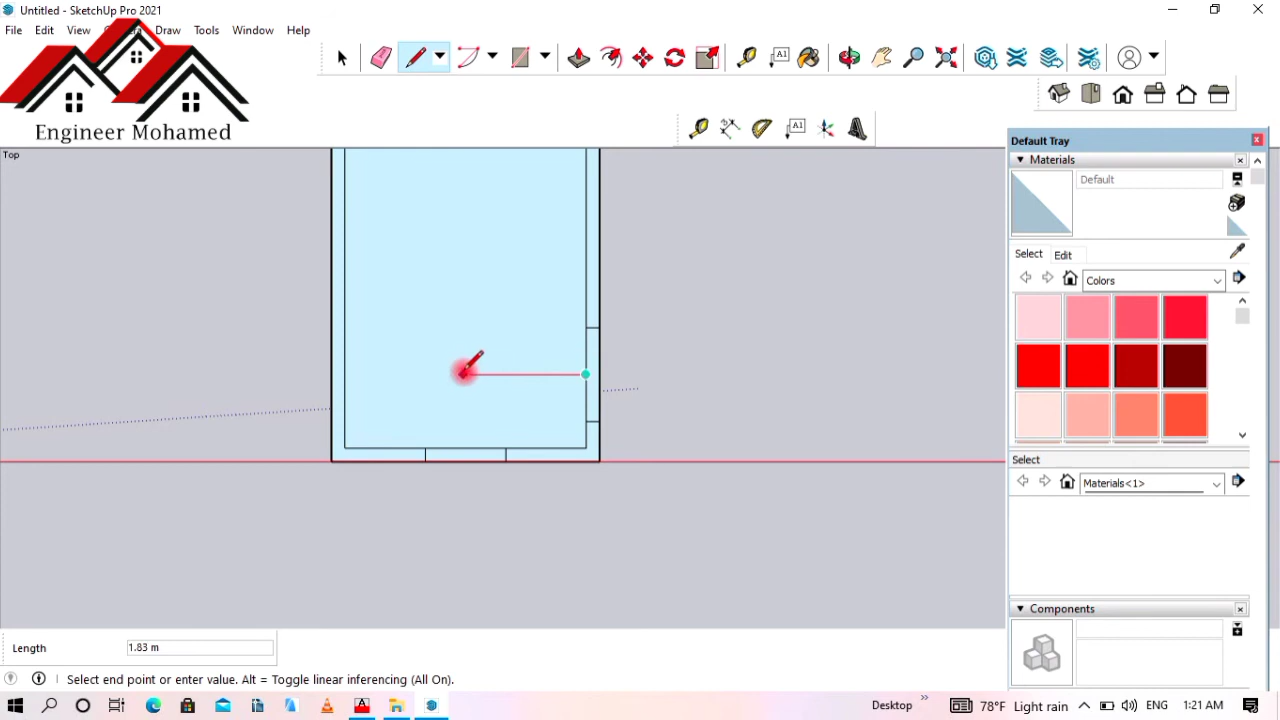 Untitled - SketchUp Pro 2021
File Edit View Draw Tools Window Help
Engineer Mohamed
A1
A1
Top
Default Tray
Materials
Default
Select Edit
Colors
Select
Materials<1>
Components
Length 1.83 m
Select end point or enter value. Alt = Toggle linear inferencing (All On).
Desktop
78°F Light rain
ENG
1:21 AM